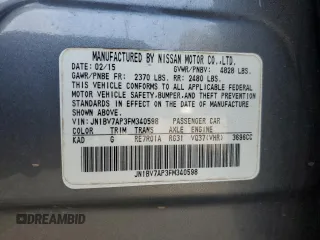 MANUFACTURED BY NISSAN MOTOR CO.,LTD.
DATE: 02/15 GVWR/PNBV: 4828 LBS.
GAWR/PNBE FR: 2370 LBS. RR: 2480 LBS.
THIS VEHICLE CONFORMS TO ALL APPLICABLE
FEDERAL MOTOR VEHICLE SAFETY,BUMPER,AND THEFT
PREVENTION STANDARDS IN EFFECT ON THE DATE OF
MANUFACTURE SHOWN ABOVE.
VIN: JN1BV7AP3FM340598 PASSENGER CAR
COLOR TRIM TRANS AXLE ENGINE
KAD G RE7R01A RG31 VQ37(VHR) 3696CC
JN1BV7AP3FM340598
SIDMBID